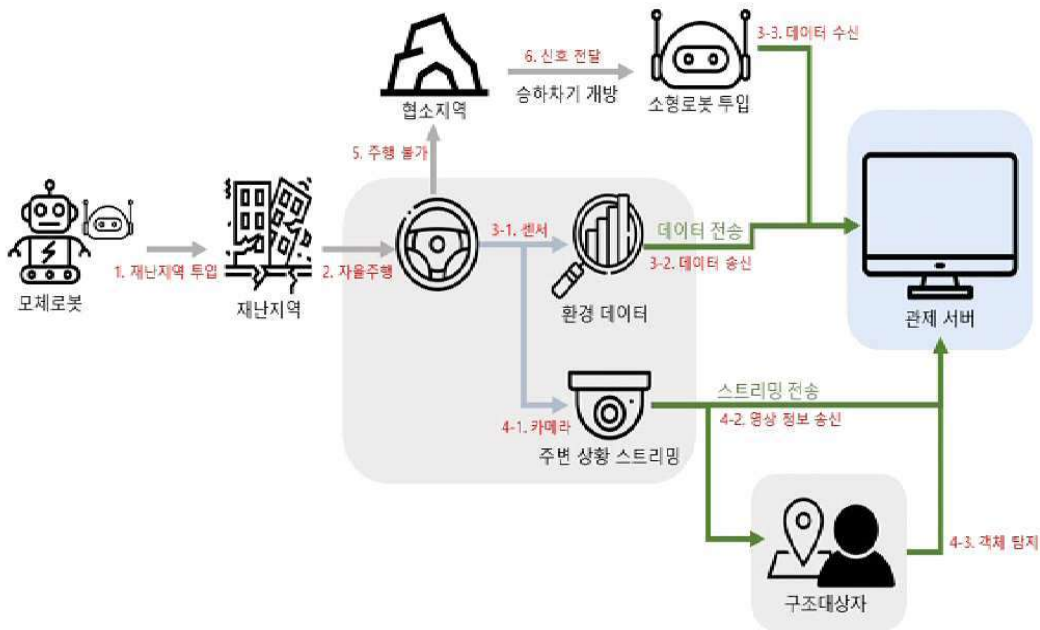 3-3. 데이터 수신
6. 신호 전달
승하차기 개방
협소지역
소형로봇 투입
5. 주행 불가
3-1. 센서
데이터 전송
1. 재난지역 투입
2. 자율주행
3-2. 데이터 송신
모체로봇
재난지역
환경 데이터
관제 서버
스트리밍 전송
4-1. 카메라
4-2. 영상 정보 송신
주변 상황 스트리밍
4-3. 객체 탐지
구조대상자